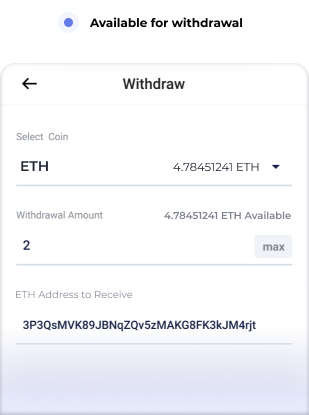 Available for withdrawal
Withdraw
Select Coin
ETH 4.78451241 ETH
Withdrawal Amount 4.78451241 ETH Available
2 max
ETH Address to Receive
3P3QsMVK89JBNqZQv5zMAKG8FK3kJM4rjt